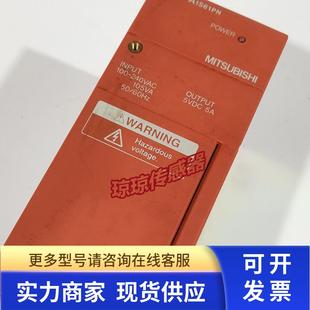 A1S61PN
POWER
MITSUBISHI
INPUT
100-240VAC
105VA
50/60Hz
OUTPUT
5VDC 5A
WARNING
Hazardous
voltage.
琼琼传感器
更多型号请咨询在线客服
实力商家 现货供应
可开
发票